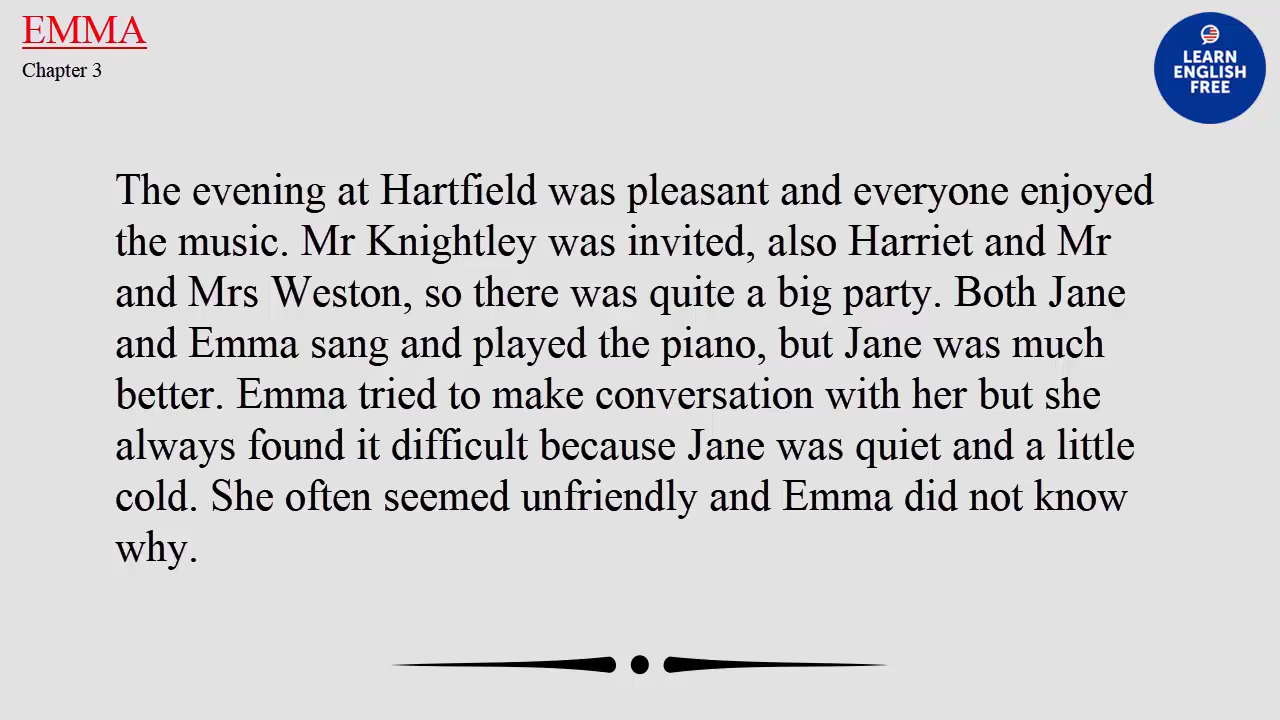 EMMA
Chapter 3
LEARN
ENGLISH
FREE
The evening at Hartfield was pleasant and everyone enjoyed
the music. Mr Knightley was invited, also Harriet and Mr
and Mrs Weston, so there was quite a big party. Both Jane
and Emma sang and played the piano, but Jane was much
better. Emma tried to make conversation with her but she
always found it difficult because Jane was quiet and a little
cold. She often seemed unfriendly and Emma did not know
why.